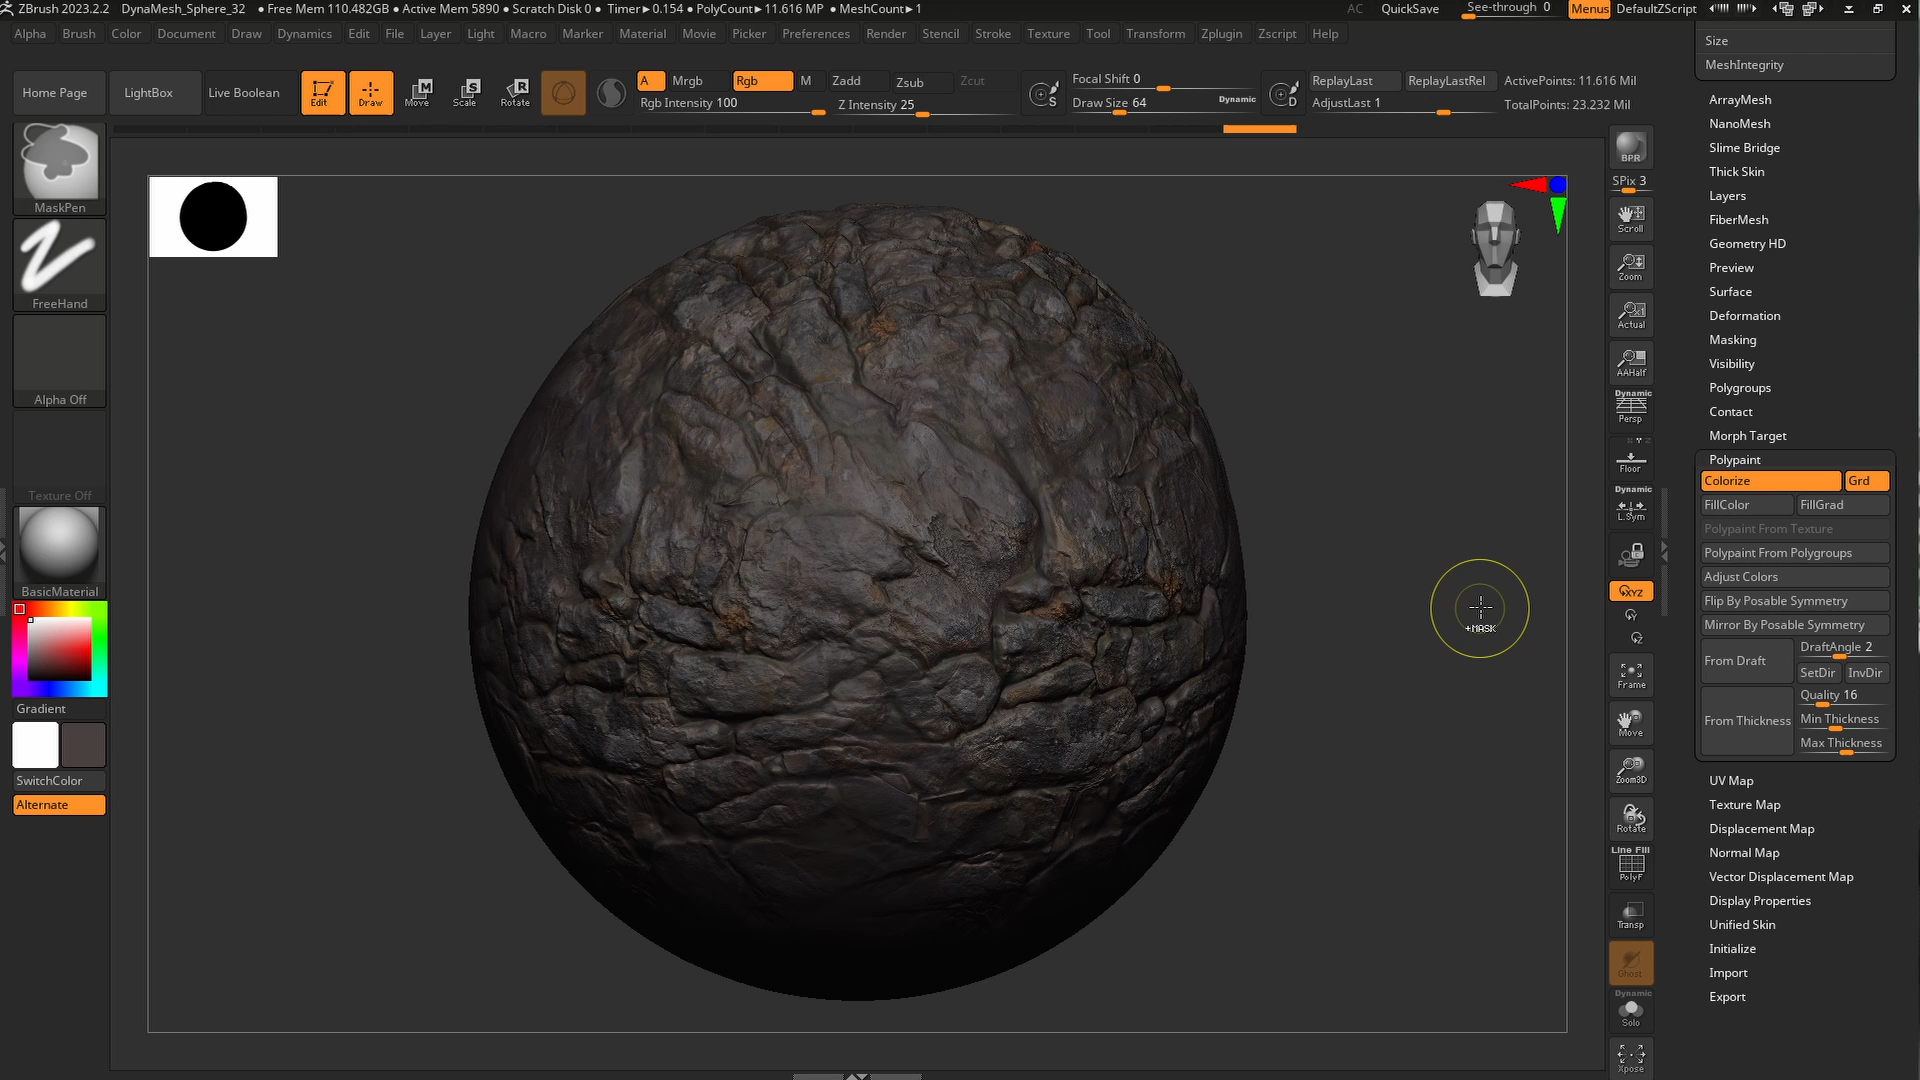 ZBrush 2023.2.2 DynaMesh_Sphere_32 ● Free Mem 110.482GB ● Active Mem 5890 ● Scratch Disk 0 ● Timer►0.154 ● PolyCount►11.616 MP ● MeshCount►1 AC QuickSave See-through 0 Menus DefaultZScript
Alpha Brush Color Document Draw Dynamics Edit File Layer Light Macro Marker Material Movie Picker Preferences Render Stencil Stroke Texture Tool Transform Zplugin Zscript Help
Home Page LightBox Live Boolean Edit Draw Move Scale Rotate
A Mrgb Rgb M Zadd Zsub Zcut
Rgb Intensity 100 Z Intensity 25
Focal Shift 0
Draw Size 64 Dynamic
ReplayLast ReplayLastRel ActivePoints: 11.616 Mil
AdjustLast 1 TotalPoints: 23.232 Mil
MaskPen
FreeHand
Alpha Off
Texture Off
BasicMaterial
Gradient
SwitchColor
Alternate
+MASK
BPR
SPix 3
Scroll
Zoom
Actual
AAHalf
Dynamic
Persp
Floor
Dynamic
L.Sym
XYZ
Y
Z
Frame
Move
Zoom3D
Rotate
Line Fill
PolyF
Transp
Ghost
Dynamic
Solo
Xpose
Size
MeshIntegrity
ArrayMesh
NanoMesh
Slime Bridge
Thick Skin
Layers
FiberMesh
Geometry HD
Preview
Surface
Deformation
Masking
Visibility
Polygroups
Contact
Morph Target
Polypaint
Colorize Grd
FillColor FillGrad
Polypaint From Texture
Polypaint From Polygroups
Adjust Colors
Flip By Posable Symmetry
Mirror By Posable Symmetry
From Draft DraftAngle 2
SetDir InvDir
From Thickness Quality 16
Min Thickness
Max Thickness
UV Map
Texture Map
Displacement Map
Normal Map
Vector Displacement Map
Display Properties
Unified Skin
Initialize
Import
Export